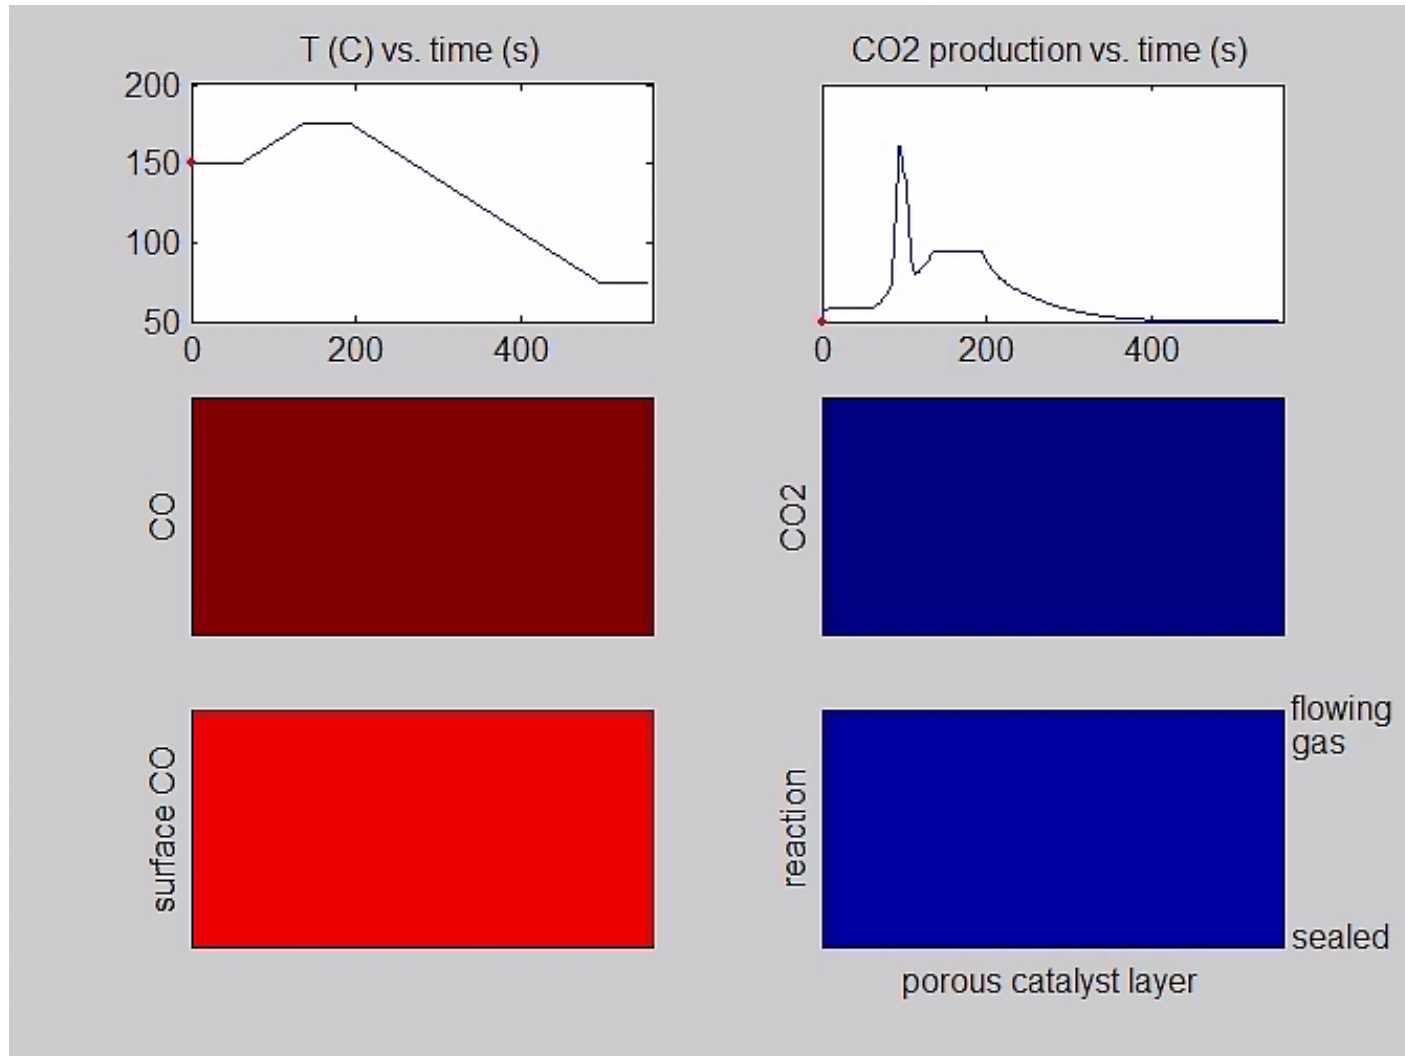 T (C) vs. time (s)
CO2 production vs. time (s)
200
150
100
50
0
200
400
0
200
400
CO
CO2
surface CO
reaction
flowing
gas
sealed
porous catalyst layer